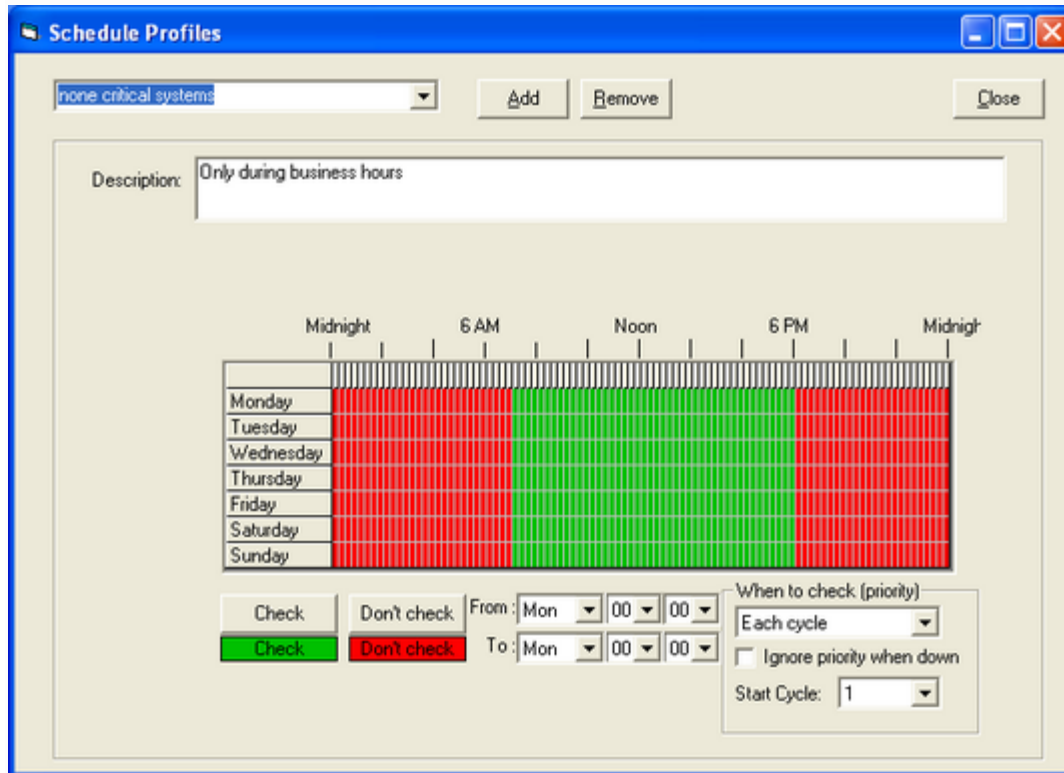 Schedule Profiles
none critical systems
Add
Remove
Close
Description:
Only during business hours
Midnight 6 AM Noon 6 PM Midnigh
Monday
Tuesday
Wednesday
Thursday
Friday
Saturday
Sunday
Check Don't check From : Mon 00 00
Check Don't check To : Mon 00 00
When to check (priority)
Each cycle
Ignore priority when down
Start Cycle: 1